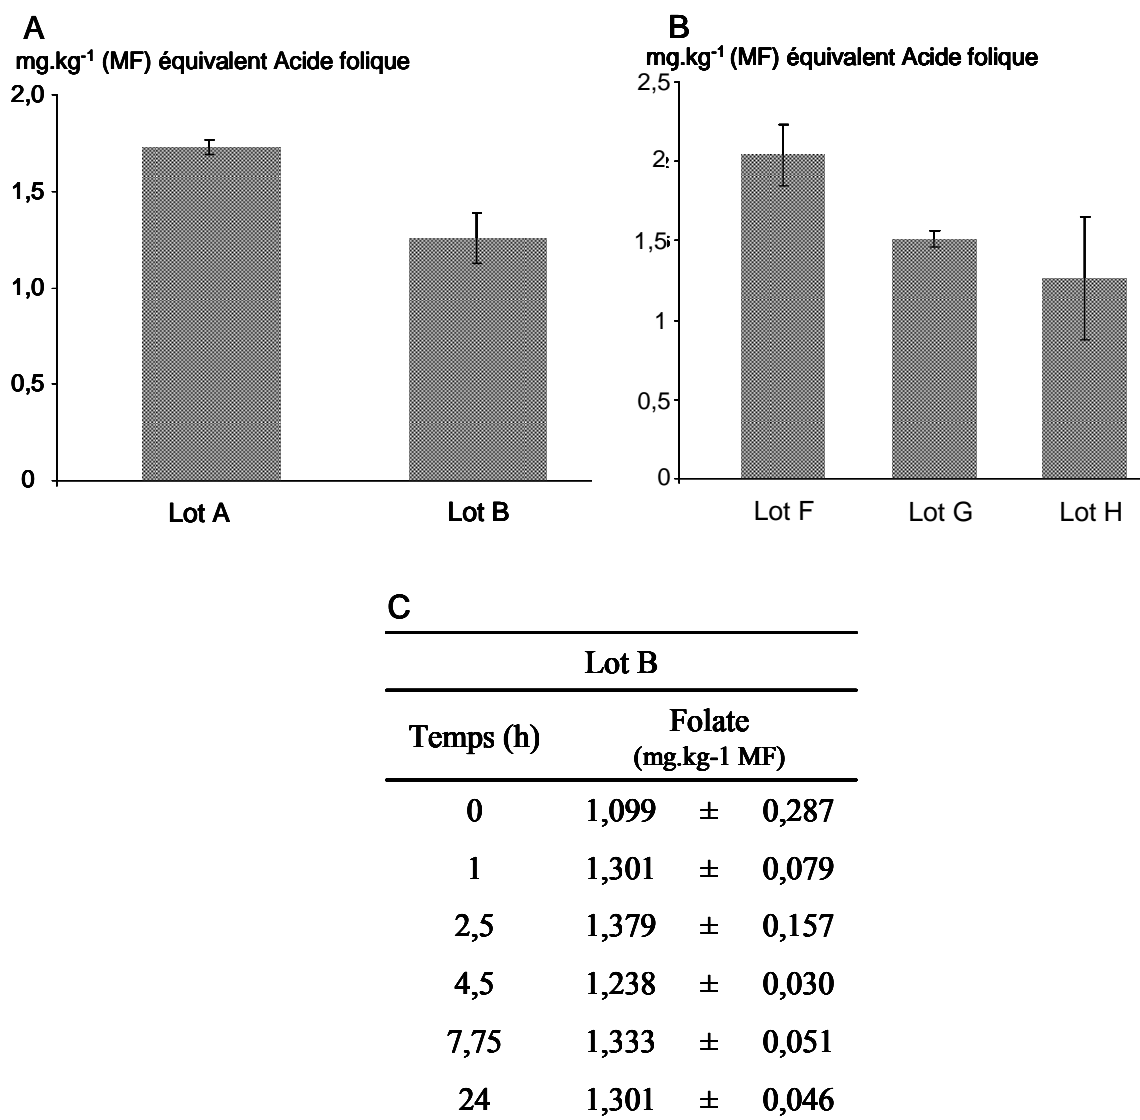 A
mg.kg-1 (MF) équivalent Acide folique
2,0
1,5
1,0
0,5
0
Lot A Lot B
B
mg.kg-1 (MF) équivalent Acide folique
2,5
2
1,5
1
0,5
0
Lot F Lot G Lot H
C
Lot B
Temps (h) Folate
(mg.kg-1 MF)
0 1,099 ± 0,287
1 1,301 ± 0,079
2,5 1,379 ± 0,157
4,5 1,238 ± 0,030
7,75 1,333 ± 0,051
24 1,301 ± 0,046